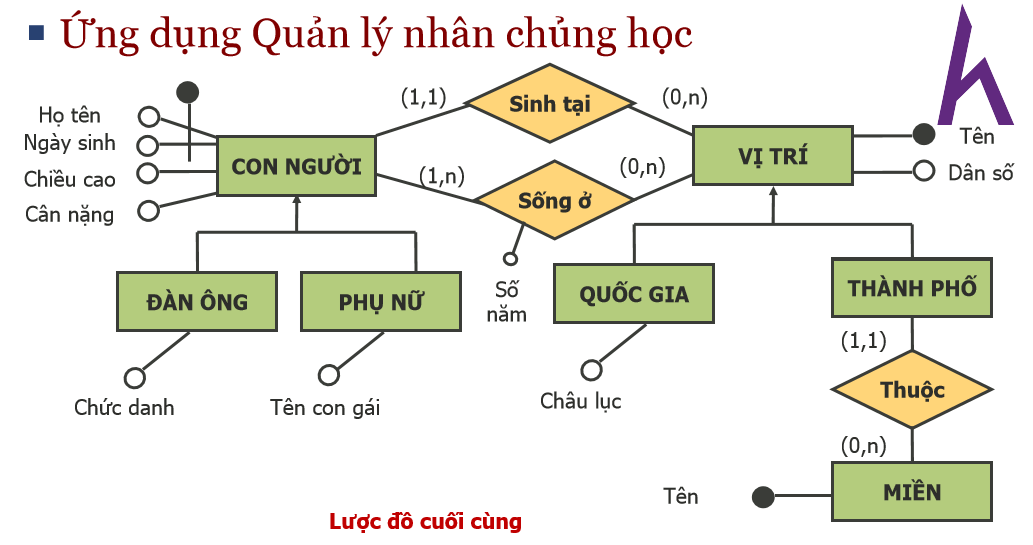 Ứng dụng Quản lý nhân chủng học
Họ tên
Ngày sinh
Chiều cao
Cân nặng
CON NGƯỜI
(1,1)
Sinh tại
(0,n)
(1,n)
Sống ở
(0,n)
Số
năm
VỊ TRÍ
Tên
Dân số
ĐÀN ÔNG
PHỤ NỮ
QUỐC GIA
THÀNH PHỐ
Chức danh
Tên con gái
Châu lục
(1,1)
Thuộc
(0,n)
MIỀN
Tên
Lược đồ cuối cùng